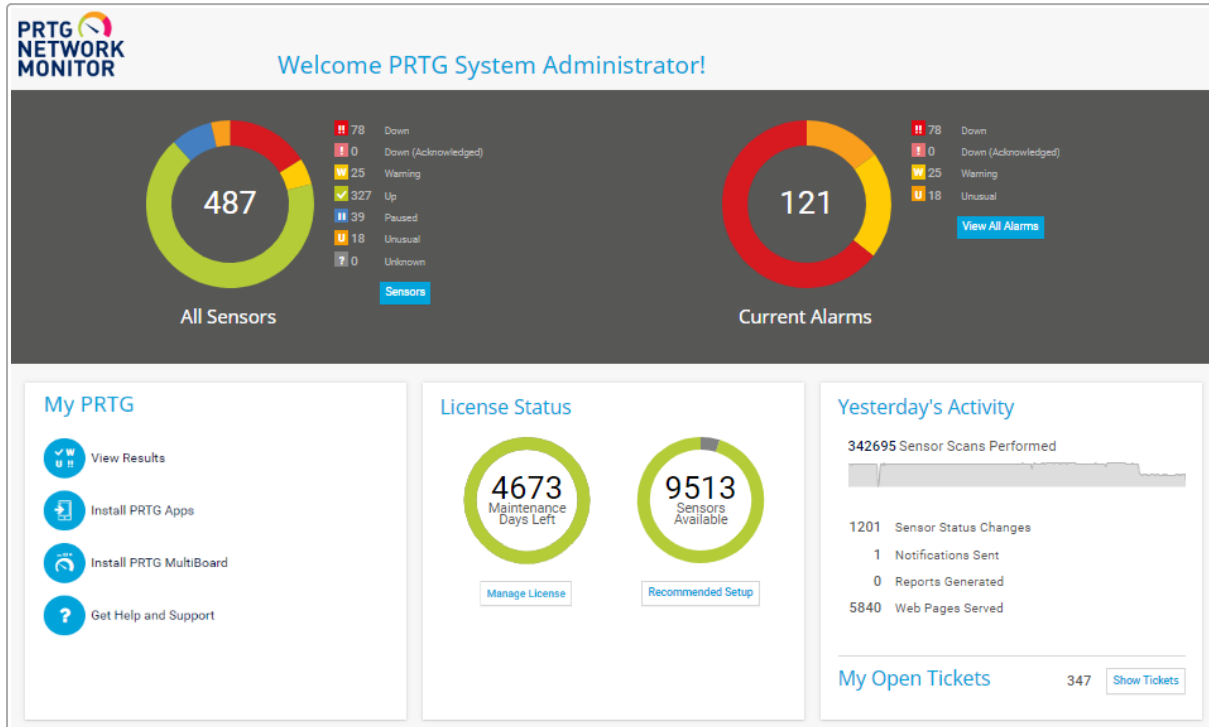 PRTG
NETWORK
MONITOR
Welcome PRTG System Administrator!
487
All Sensors
!! 78 Down
! 0 Down (Acknowledged)
W 25 Warning
327 Up
39 Paused
U 18 Unusual
? 0 Unknown
Sensors
121
Current Alarms
!! 78 Down
! 0 Down (Acknowledged)
W 25 Warning
U 18 Unusual
View All Alarms
My PRTG
View Results
Install PRTG Apps
Install PRTG MultiBoard
? Get Help and Support
License Status
4673
Maintenance
Days Left
Manage License
9513
Sensors
Available
Recommended Setup
Yesterday's Activity
342695 Sensor Scans Performed
1201 Sensor Status Changes
1 Notifications Sent
0 Reports Generated
5840 Web Pages Served
My Open Tickets 347 Show Tickets